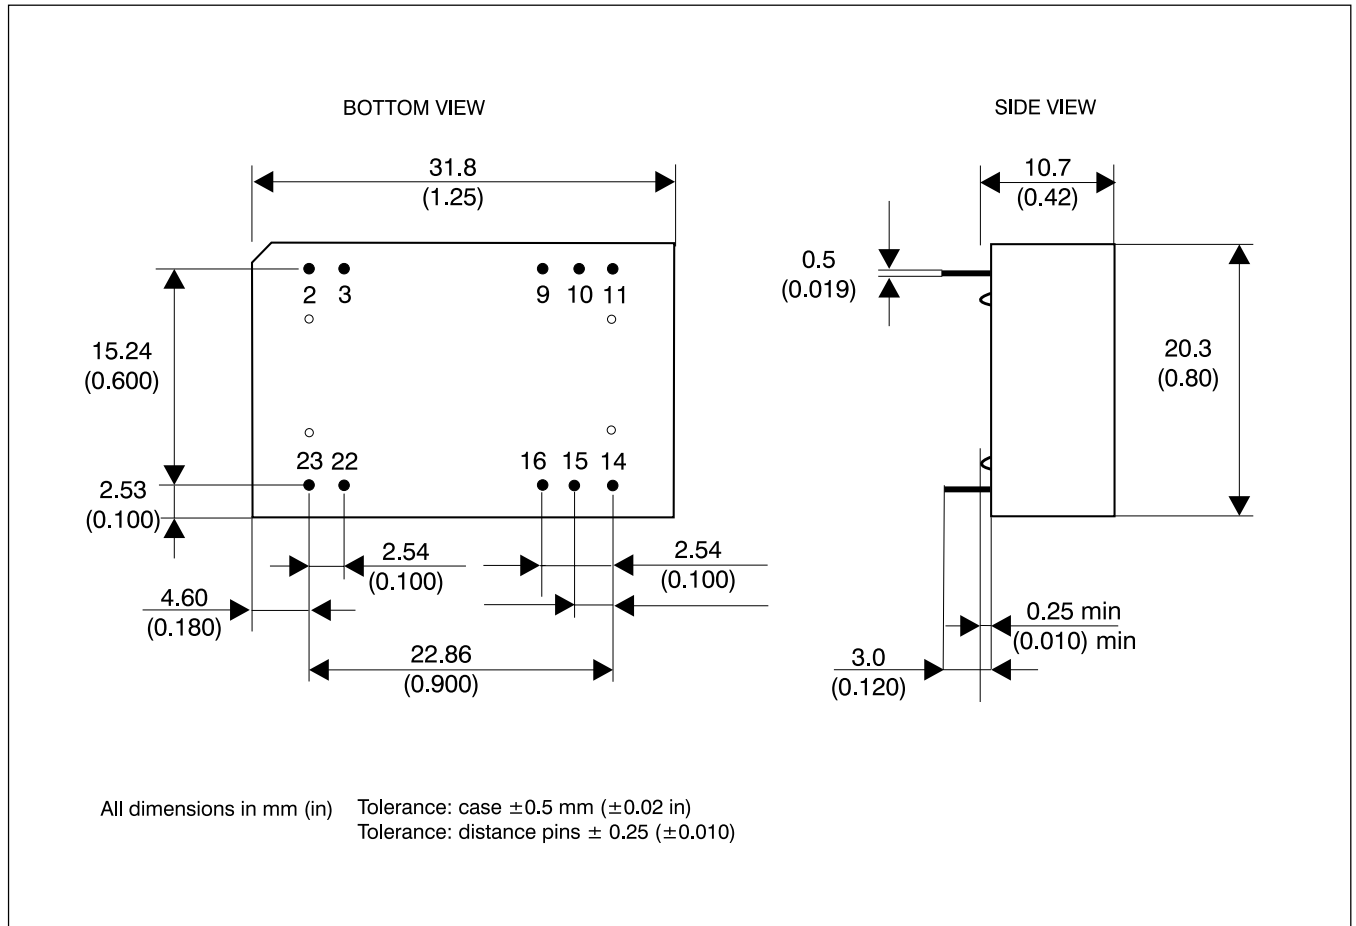 BOTTOM VIEW
SIDE VIEW
31.8
(1.25)
10.7
(0.42)
0.5
(0.019)
2 3 9 10 11
15.24
(0.600)
20.3
(0.80)
23 22 16 15 14
2.53
(0.100)
2.54
(0.100)
2.54
(0.100)
4.60
(0.180)
0.25 min
(0.010) min
22.86
(0.900)
3.0
(0.120)
All dimensions in mm (in)
Tolerance: case ±0.5 mm (±0.02 in)
Tolerance: distance pins ± 0.25 (±0.010)